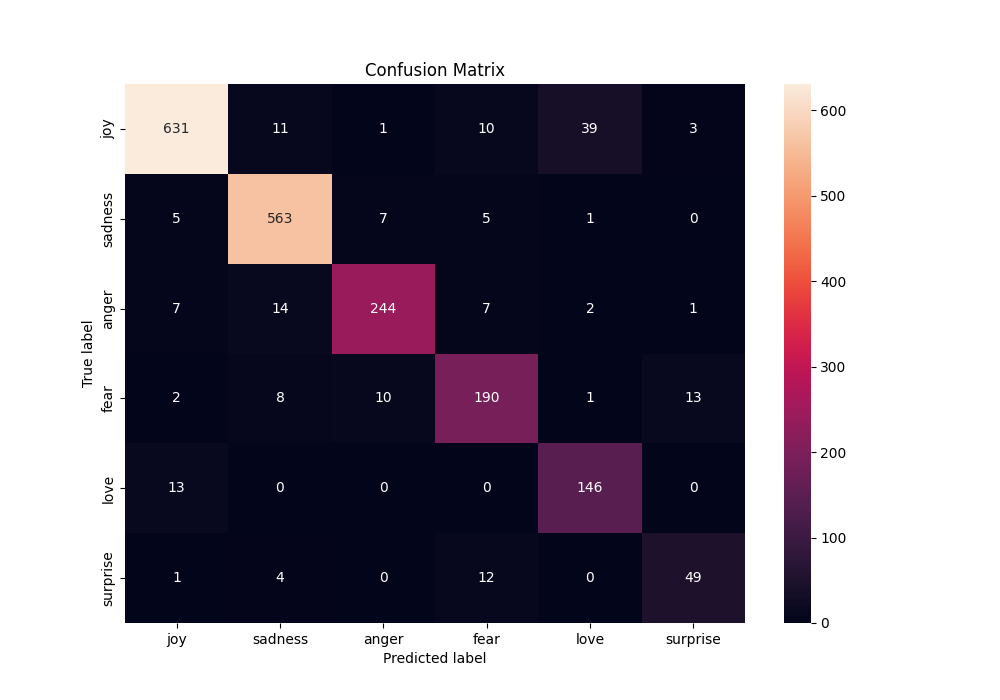 Confusion Matrix
joy 631 11 1 10 39 3
sadness 5 563 7 5 1 0
anger 7 14 244 7 2 1
fear 2 8 10 190 1 13
love 13 0 0 0 146 0
surprise 1 4 0 12 0 49
joy sadness anger fear love surprise
Predicted label
True label
600
500
400
300
200
100
0